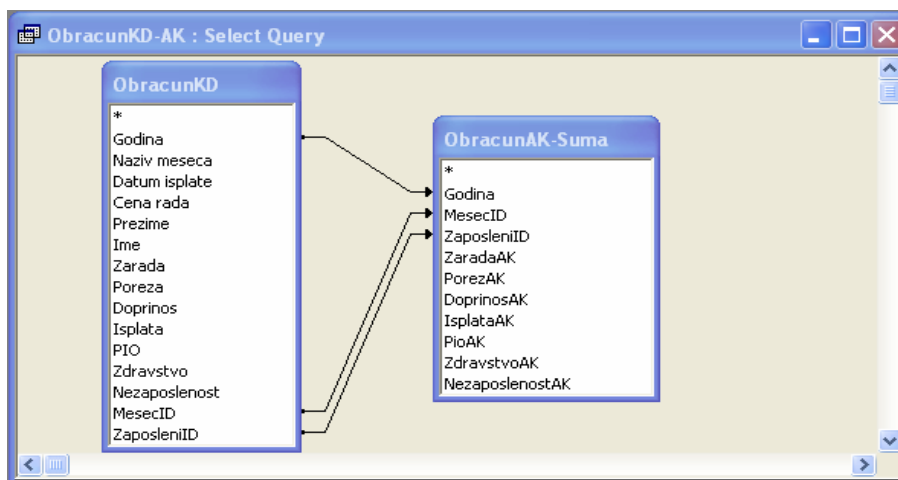 ObracunKD-AK : Select Query
ObracunKD
*
Godina
Naziv meseca
Datum isplate
Cena rada
Prezime
Ime
Zarada
Poreza
Doprinos
Isplata
PIO
Zdravstvo
Nezaposlenost
MesecID
ZaposleniID
ObracunAK-Suma
*
Godina
MesecID
ZaposleniID
ZaradaAK
PorezAK
DoprinosAK
IsplataAK
PioAK
ZdravstvoAK
NezaposlenostAK